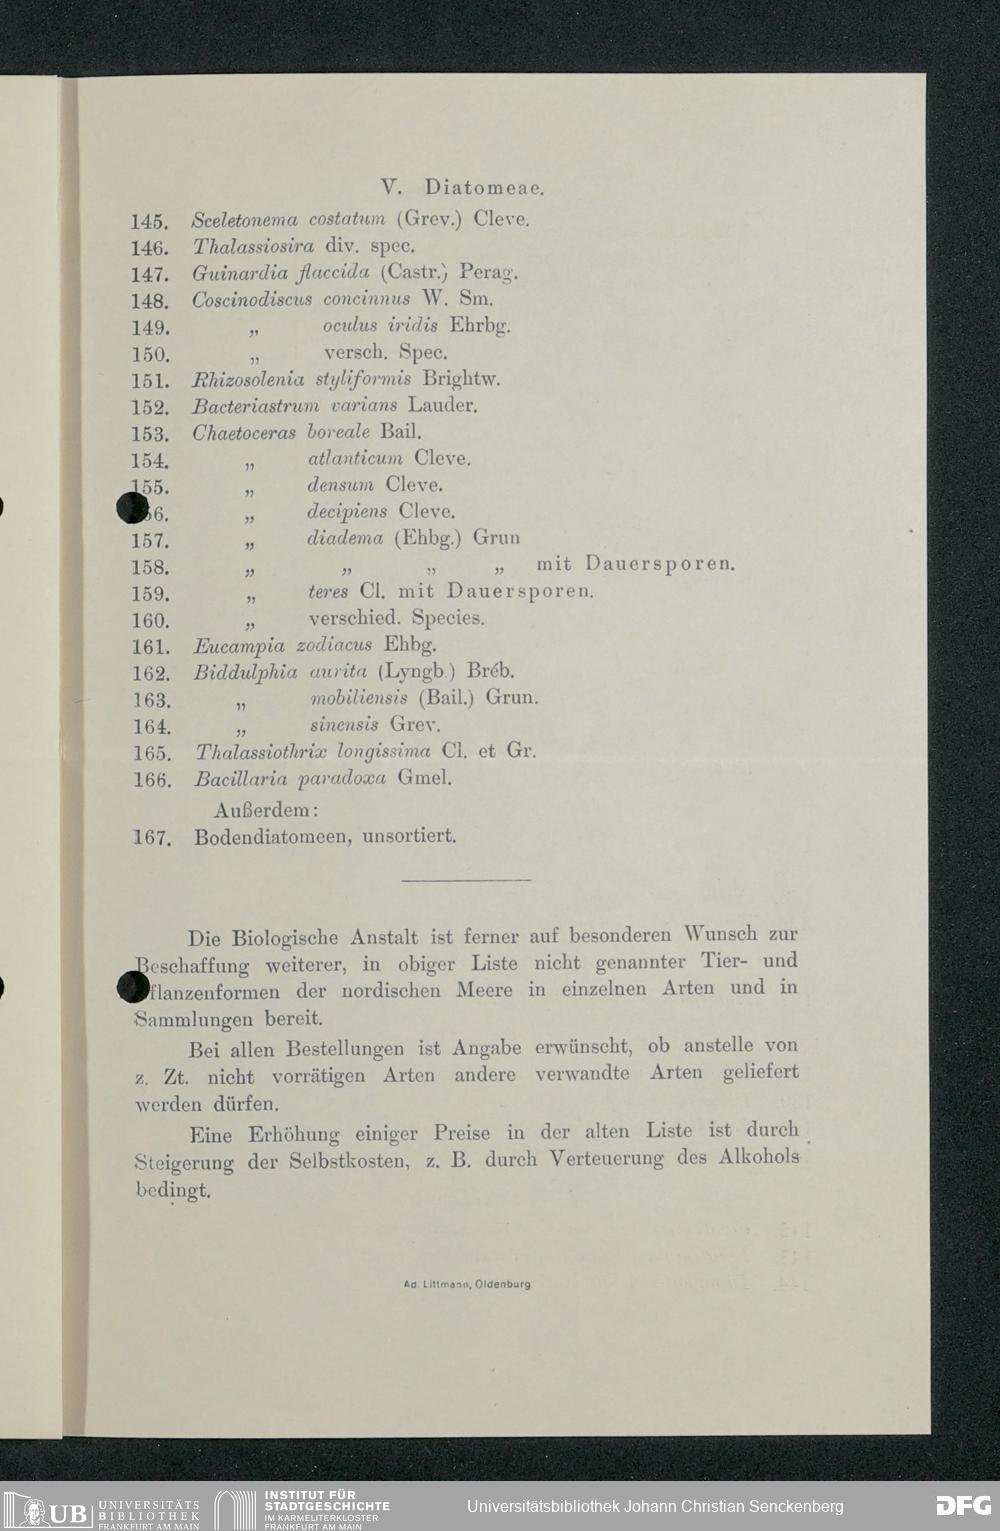 V. Diatomeae.
145. Sceletonema costatum (Grev.) Cleve.
146. Thalassiosira div. spec.
147. Guinardia flaccida (Castr.) Perag.
148. Coscinodiscus concinnus W. Sm.
149. „ oculus iridis Ehrbg.
150. „ versch. Spec.
151. Rhizosolenia styliformis Brightw.
152. Bacteriastrum varians Lauder.
153. Chaetoceras boreale Bail.
154. „ atlanticum Cleve.
155. „ densum Cleve.
56. „ decipiens Cleve.
157. „ diadema (Ehbg.) Grun
158. „ „ „ „ mit Dauersporen.
159. „ teres Cl. mit Dauersporen.
160. „ verschied. Species.
161. Eucampia zodiacus Ehbg.
162. Biddulphia aurita (Lyngb.) Bréb.
163. „ mobiliensis (Bail.) Grun.
164. „ sinensis Grev.
165. Thalassiothrix longissima Cl. et Gr.
166. Bacillaria paradoxa Gmel.
Außerdem:
167. Bodendiatomeen, unsortiert.
Die Biologische Anstalt ist ferner auf besonderen Wunsch zur
Beschaffung weiterer, in obiger Liste nicht genannter Tier- und
flanzenformen der nordischen Meere in einzelnen Arten und in
Sammlungen bereit.
Bei allen Bestellungen ist Angabe erwünscht, ob anstelle von
z. Zt. nicht vorrätigen Arten andere verwandte Arten geliefert
werden dürfen.
Eine Erhöhung einiger Preise in der alten Liste ist durch
Steigerung der Selbstkosten, z. B. durch Verteuerung des Alkohols
bedingt.
Ad. Littmann, Oldenburg
UB UNIVERSITÄTS
BIBLIOTHEK
FRANKFURT AM MAIN
INSTITUT FÜR
STADTGESCHICHTE
IM KARMELITERKLOSTER
FRANKFURT AM MAIN
Universitätsbibliothek Johann Christian Senckenberg
DFG